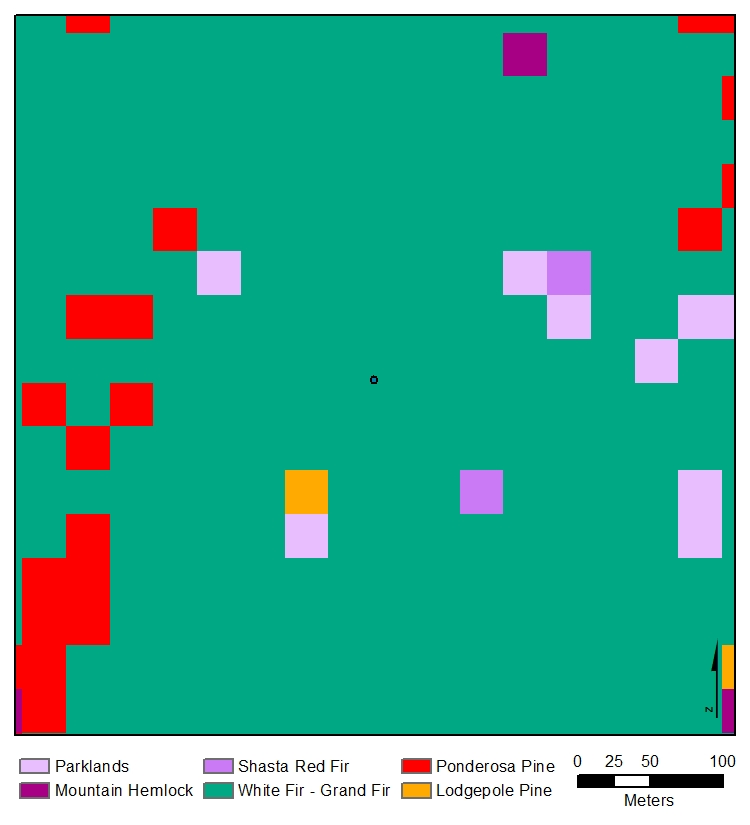 Z
Parklands Shasta Red Fir Ponderosa Pine 0 25 50 100
Mountain Hemlock White Fir - Grand Fir Lodgepole Pine Meters